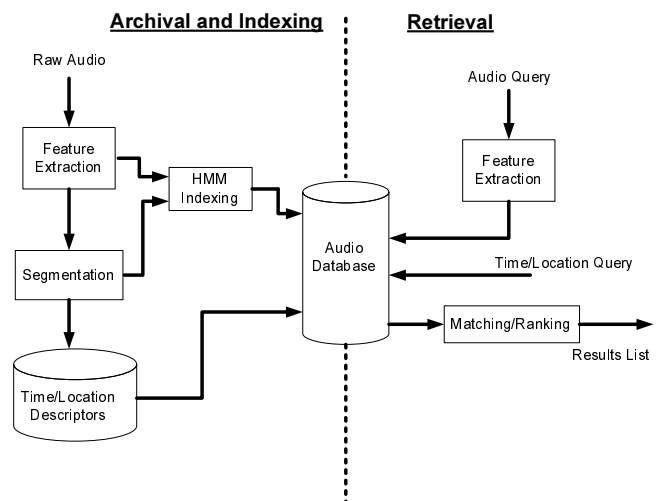 Archival and Indexing
Retrieval
Raw Audio
Audio Query
Feature
Extraction
HMM
Indexing
Feature
Extraction
Segmentation
Audio
Database
Time/Location Query
Matching/Ranking
Results List
Time/Location
Descriptors